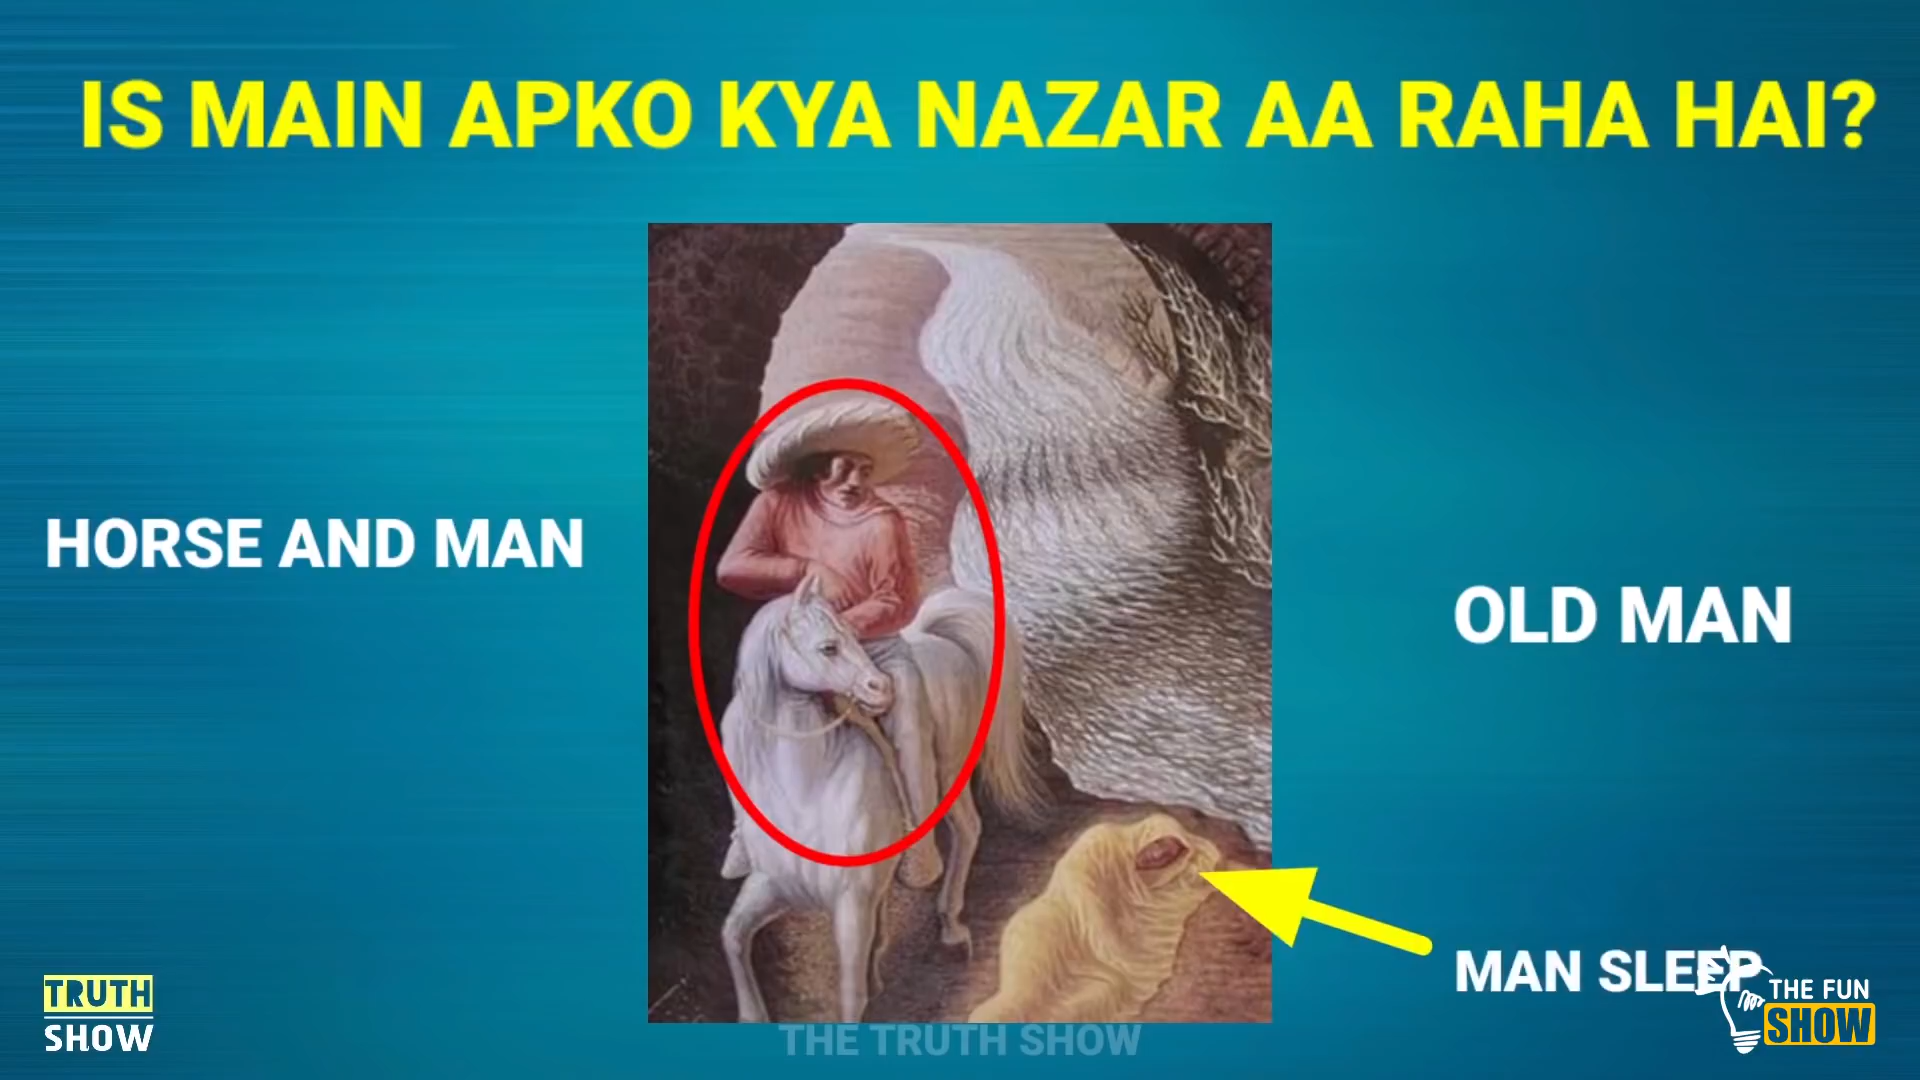 IS MAIN APKO KYA NAZAR AA RAHA HAI?
HORSE AND MAN
OLD MAN
MAN SLEEP
TRUTH
SHOW
THE FUN
SHOW
THE TRUTH SHOW